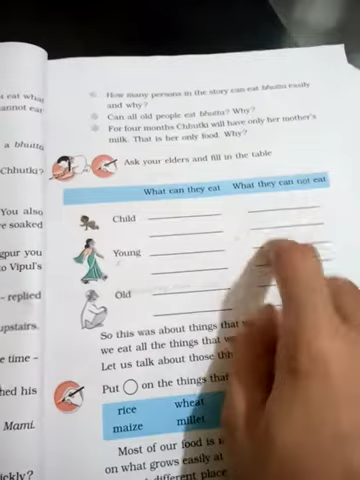 t eat what
annot eat
a bhutta
Chhutki?
You also
e soaked
gpur you
o Vipul's
– replied
upstairs.
e time –
hed his
Mami.
ickly?
How many persons in the story can eat bhutta easily
and why?
Can all old people eat bhutta? Why?
For four months Chhutki will have only her mother's
milk. That is her only food. Why?
Ask your elders and fill in the table
What can they eat What they can not eat
Child
Young
Old
So this was about things that
we eat all the things that
Let us talk about those
Put on the things that
rice wheat
maize millet
Most of our food is
on what grows easily at
different place